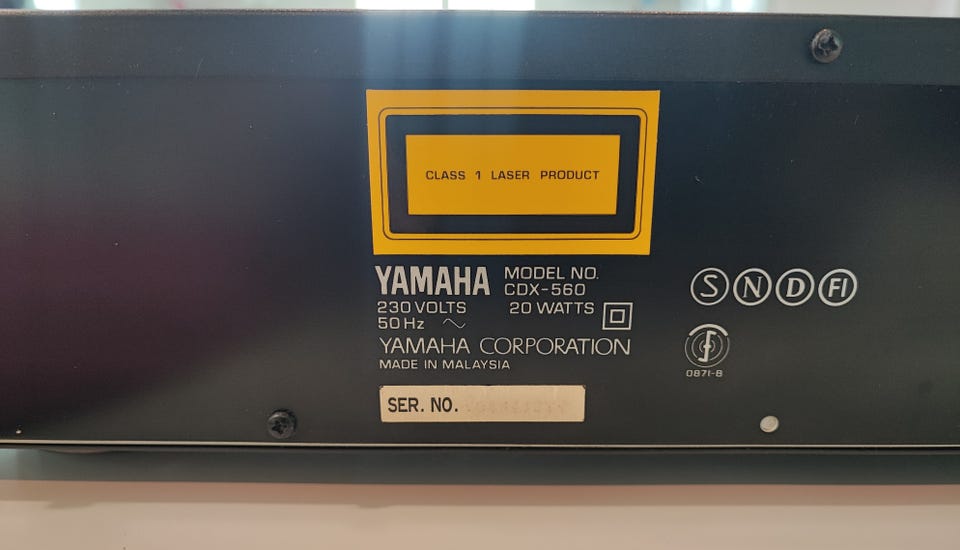 CLASS 1 LASER PRODUCT
YAMAHA MODEL NO.
CDX-560
230 VOLTS 20 WATTS
50 Hz ~
YAMAHA CORPORATION
MADE IN MALAYSIA
SER. NO.
S N D FI
0871-B